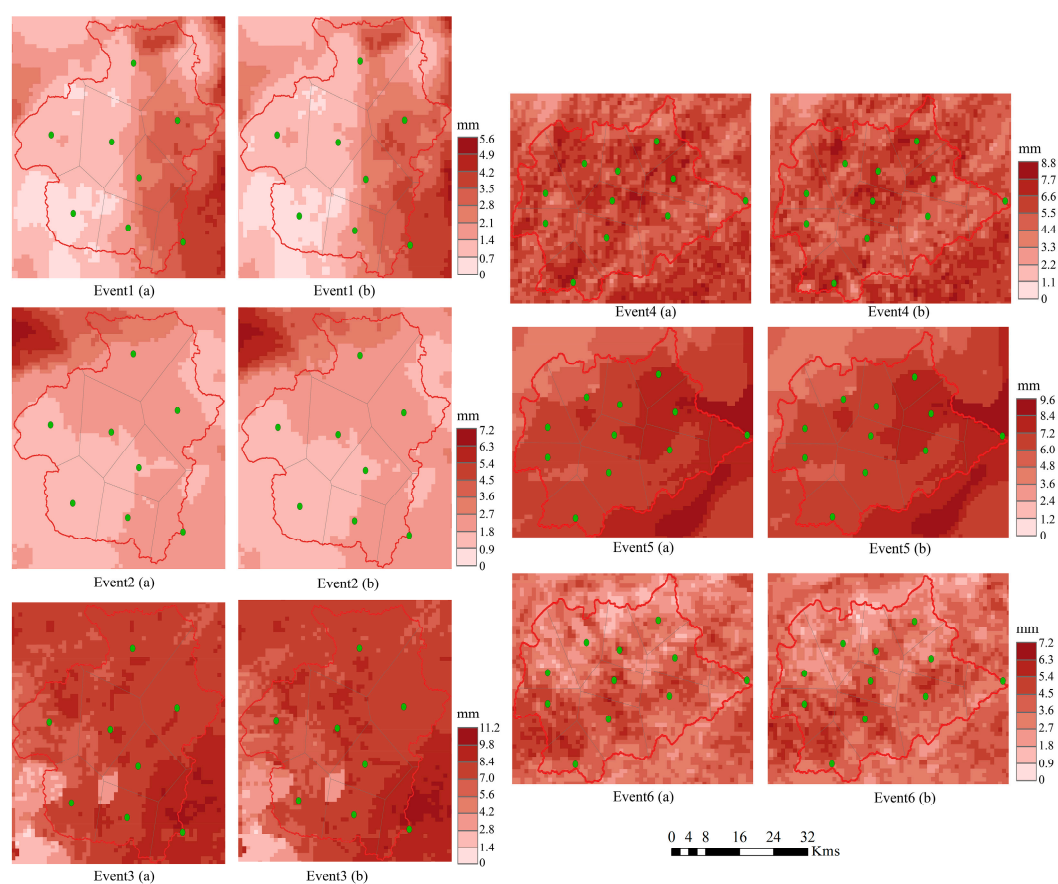 mm
5.6
4.9
4.2
3.5
2.8
2.1
1.4
0.7
0
Event1 (a)
Event1 (b)
mm
7.2
6.3
5.4
4.5
3.6
2.7
1.8
0.9
0
Event2 (a)
Event2 (b)
mm
11.2
9.8
8.4
7.0
5.6
4.2
2.8
1.4
0
Event3 (a)
Event3 (b)
mm
8.8
7.7
6.6
5.5
4.4
3.3
2.2
1.1
0
Event4 (a)
Event4 (b)
mm
9.6
8.4
7.2
6.0
4.8
3.6
2.4
1.2
0
Event5 (a)
Event5 (b)
mm
7.2
6.3
5.4
4.5
3.6
2.7
1.8
0.9
0
Event6 (a)
Event6 (b)
0 4 8 16 24 32
Kms